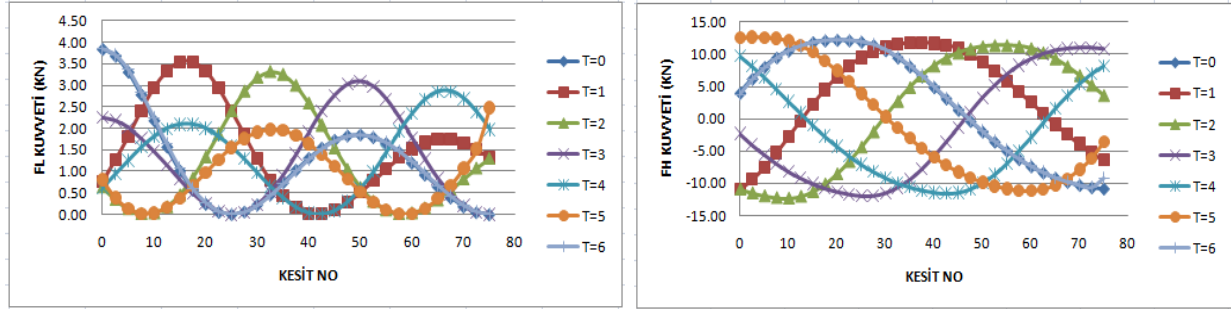 FL KUVVETİ (KN)
4.50
4.00
3.50
3.00
2.50
2.00
1.50
1.00
0.50
0.00
0 10 20 30 40 50 60 70 80
KESİT NO
T=0
T=1
T=2
T=3
T=4
T=5
T=6
FH KUVVETİ (KN)
15.00
10.00
5.00
0.00
-5.00
-10.00
-15.00
0 10 20 30 40 50 60 70 80
KESİT NO
T=0
T=1
T=2
T=3
T=4
T=5
T=6